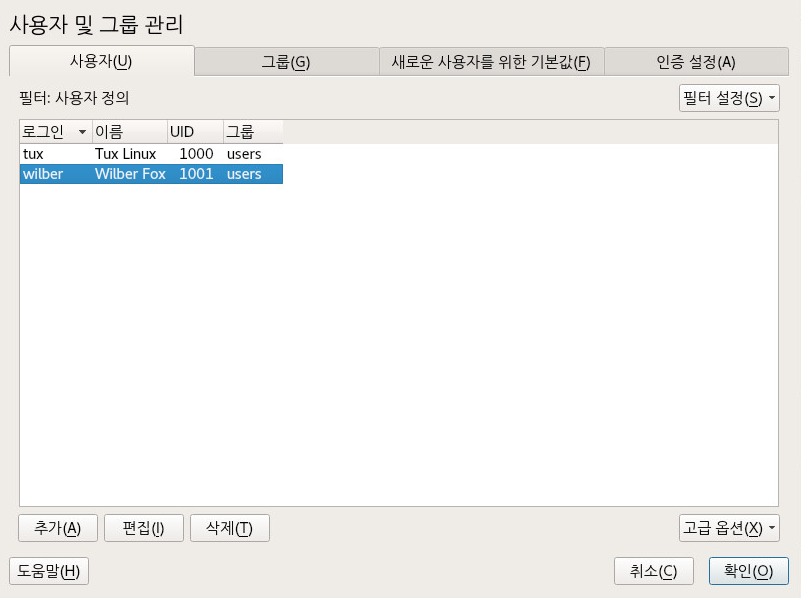 사용자 및 그룹 관리
사용자(U) 그룹(G) 새로운 사용자를 위한 기본값(F) 인증 설정(A)
필터: 사용자 정의 필터 설정(S)
로그인 이름 UID 그룹
tux Tux Linux 1000 users
wilber Wilber Fox 1001 users
추가(A) 편집(I) 삭제(T) 고급 옵션(X)
도움말(H) 취소(C) 확인(O)